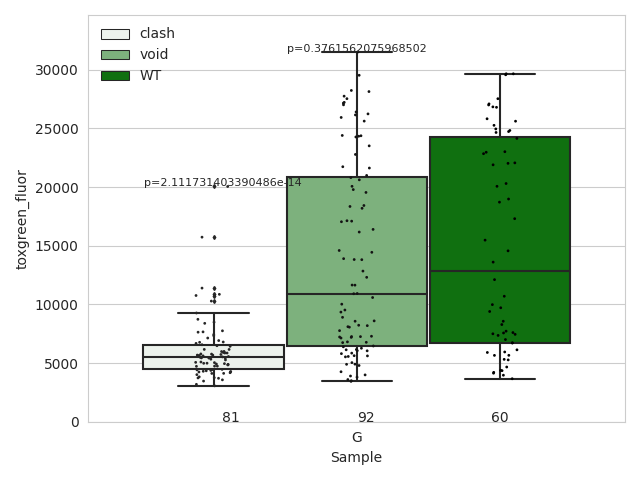 clash
void
WT
p=0.3761562075968502
p=2.111731403390486e-14
30000
25000
20000
15000
10000
5000
0
toxgreen_fluor
81
92
60
G
Sample